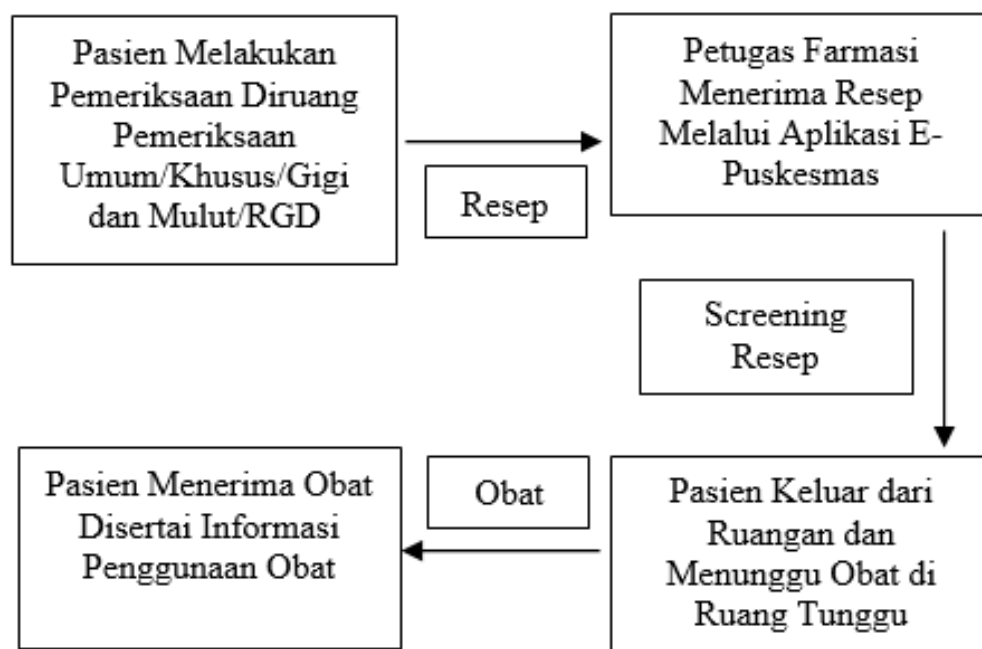 Pasien Melakukan
Pemeriksaan Diruang
Pemeriksaan
Umum/Khusus/Gigi
dan Mulut/RGD
Resep
Petugas Farmasi
Menerima Resep
Melalui Aplikasi E-
Puskesmas
Screening
Resep
Pasien Keluar dari
Ruangan dan
Menunggu Obat di
Ruang Tunggu
Obat
Pasien Menerima Obat
Disertai Informasi
Penggunaan Obat